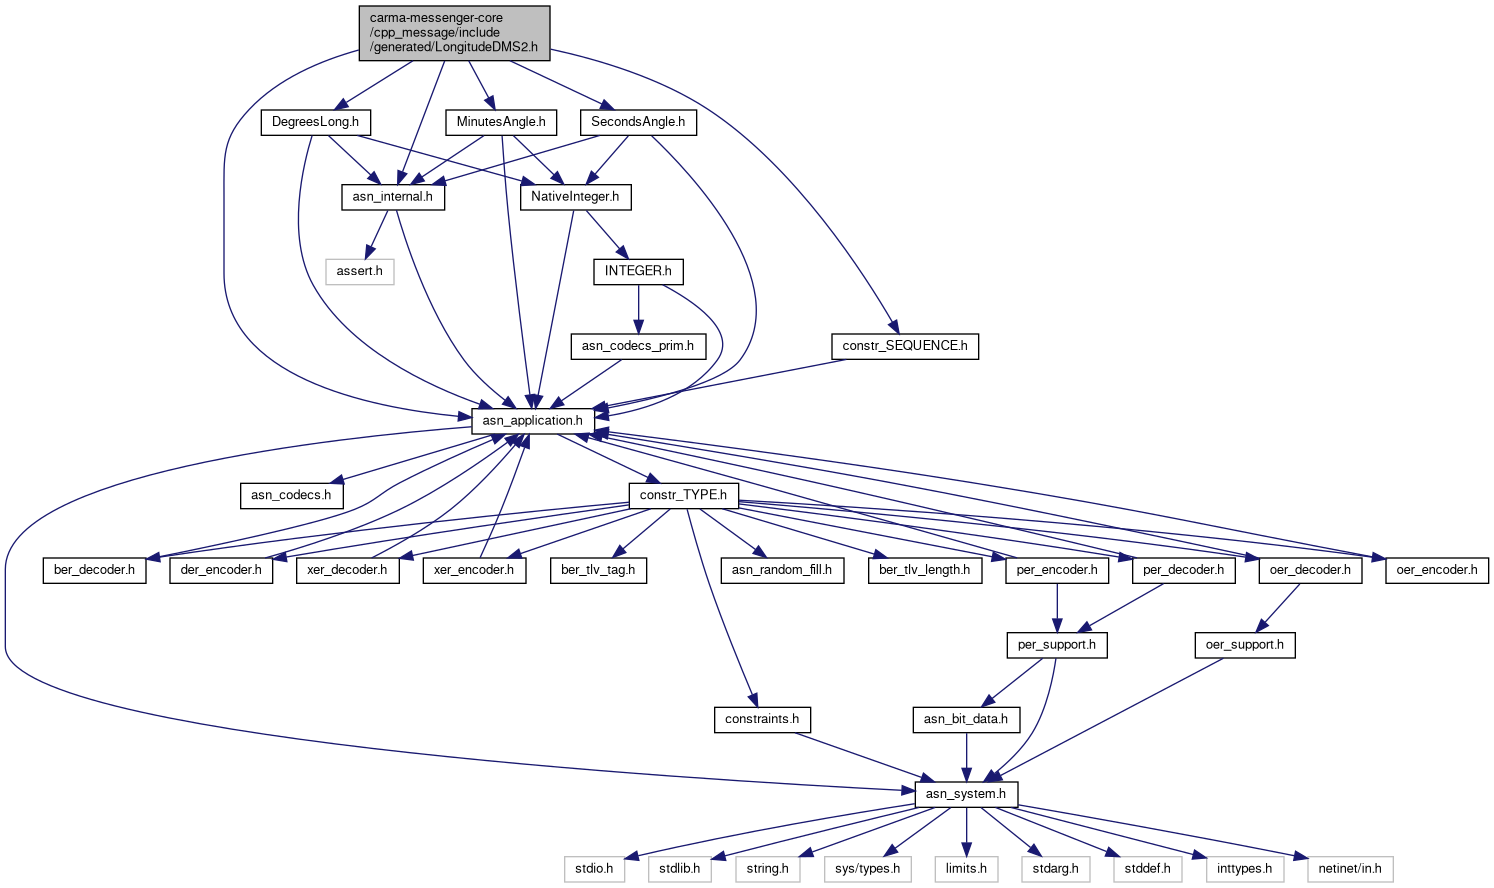 carma-messenger-core
/cpp_message/include
/generated/LongitudeDMS2.h
DegreesLong.h
MinutesAngle.h
SecondsAngle.h
asn_internal.h
NativeInteger.h
assert.h
INTEGER.h
asn_codecs_prim.h
constr_SEQUENCE.h
asn_application.h
asn_codecs.h
constr_TYPE.h
ber_decoder.h
der_encoder.h
xer_decoder.h
xer_encoder.h
ber_tlv_tag.h
asn_random_fill.h
ber_tlv_length.h
per_encoder.h
per_decoder.h
oer_decoder.h
oer_encoder.h
per_support.h
oer_support.h
constraints.h
asn_bit_data.h
asn_system.h
stdio.h
stdlib.h
string.h
sys/types.h
limits.h
stdarg.h
stddef.h
inttypes.h
netinet/in.h